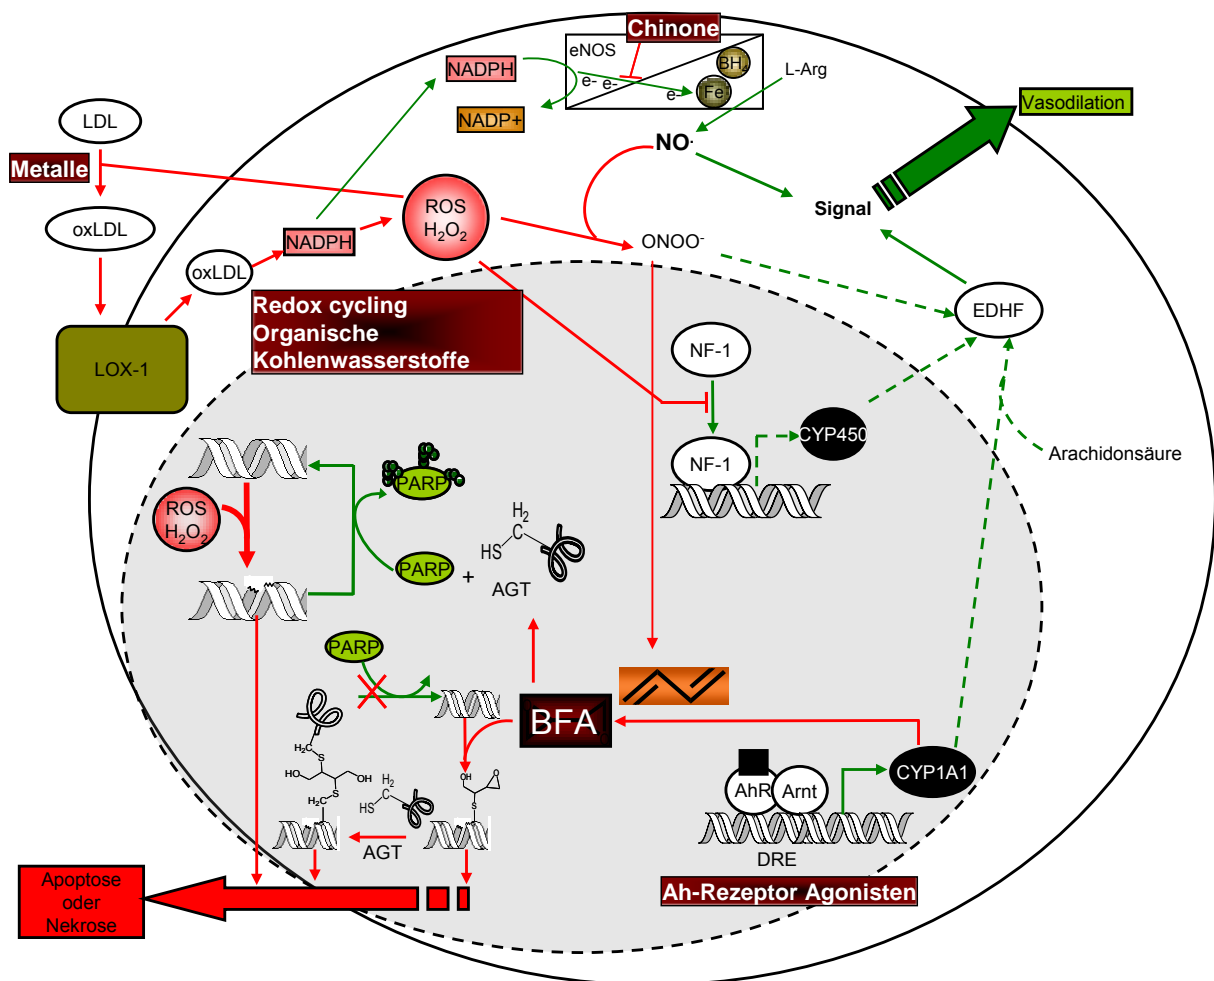 Chinone
eNOS
BH4
NADPH
e- e-
L-Arg
e-
Fe
Vasodilation
LDL
NADP+
NO·
Metalle
ROS
H2O2
Signal
oxLDL
NADPH
ONOO-
oxLDL
Redox cycling
Organische
Kohlenwasserstoffe
EDHF
NF-1
LOX-1
CYP450
Arachidonsäure
NF-1
PARP
ROS
H2O2
H2
C
HS
PARP
+
AGT
PARP
BFA
H2C
S
HO
OH
S
H2C
H2
C
HS
OH
O
S
AGT
CYP1A1
AhR
Arnt
DRE
Ah-Rezeptor Agonisten
Apoptose
oder
Nekrose